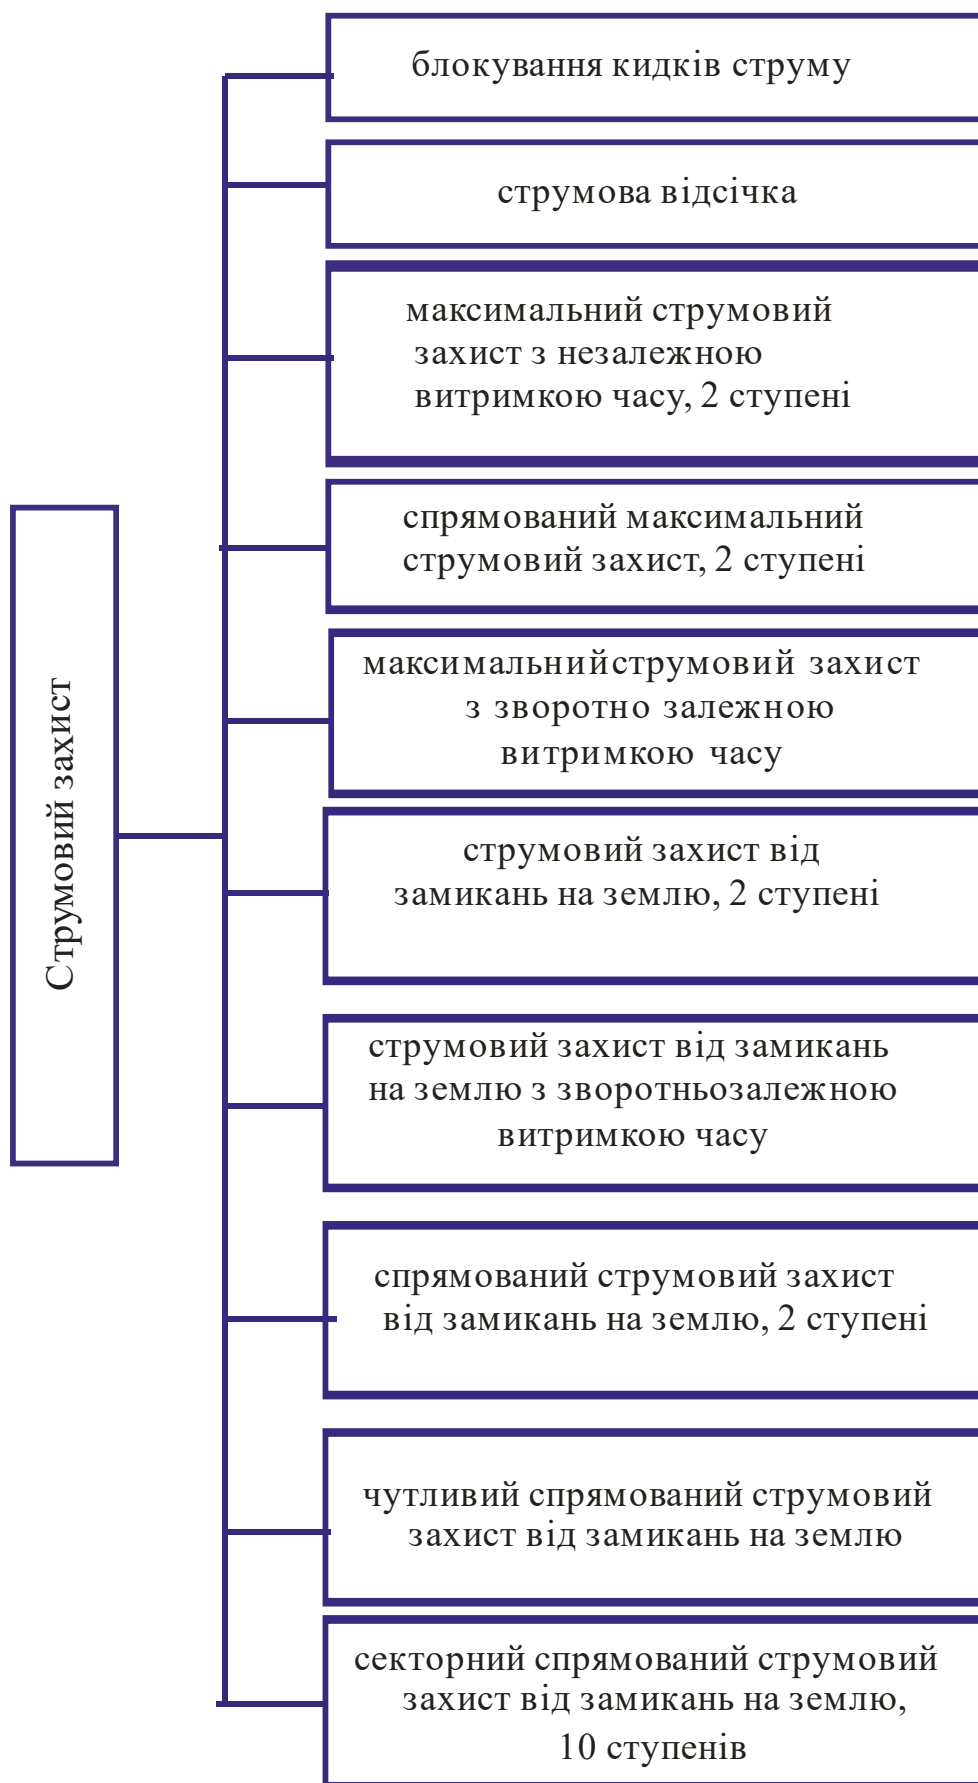 блокування кидків струму
струмова відсічка
максимальний струмовий
захист з незалежною
витримкою часу, 2 ступені
спрямований максимальний
струмовий захист, 2 ступені
максимальнийструмовий захист
з зворотно залежною
витримкою часу
Струмовий захист
струмовий захист від
замикань на землю, 2 ступені
струмовий захист від замикань
на землю з зворотньозалежною
витримкою часу
спрямований струмовий захист
від замикань на землю, 2 ступені
чутливий спрямований струмовий
захист від замикань на землю
секторний спрямований струмовий
захист від замикань на землю,
10 ступенів